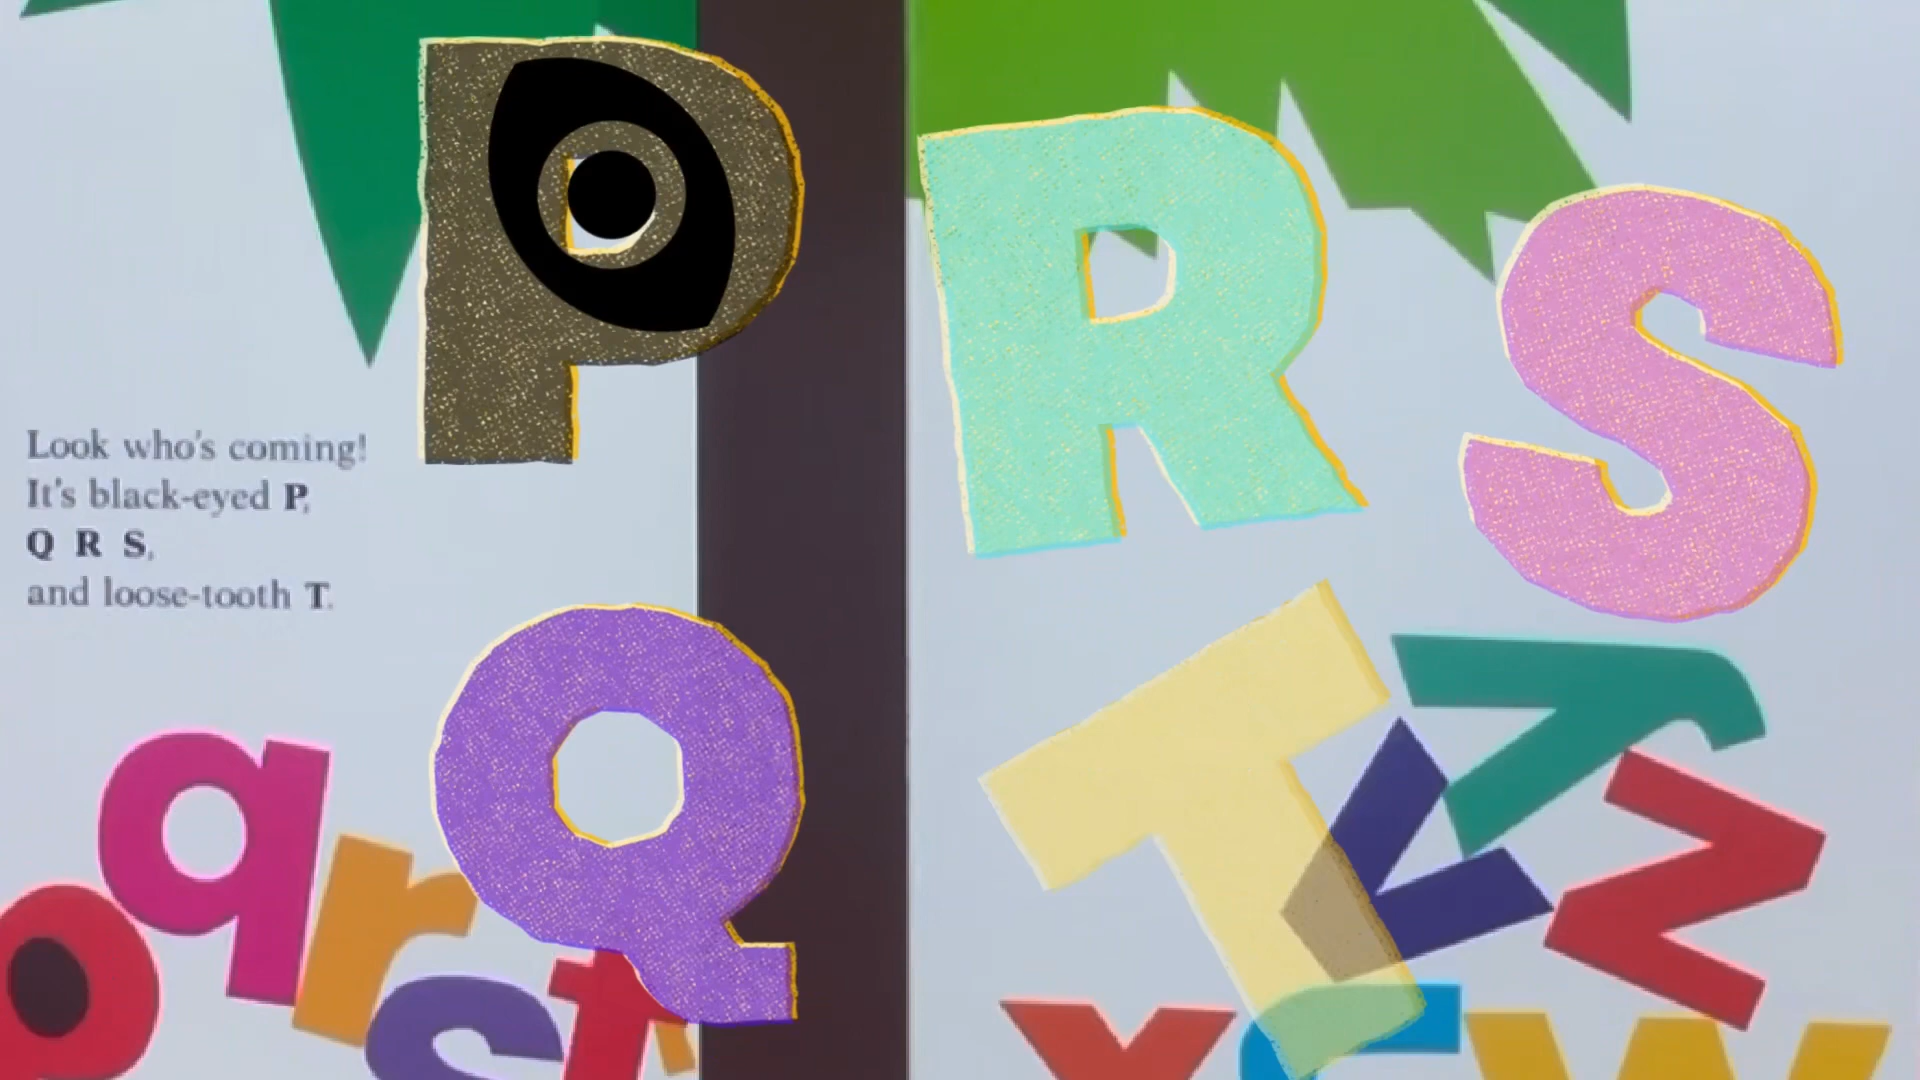 P
R
S
Look who's coming!
It's black-eyed P,
Q R S,
and loose-tooth T.
Q
T
q
r
p
s
t
y
v
z
x
w